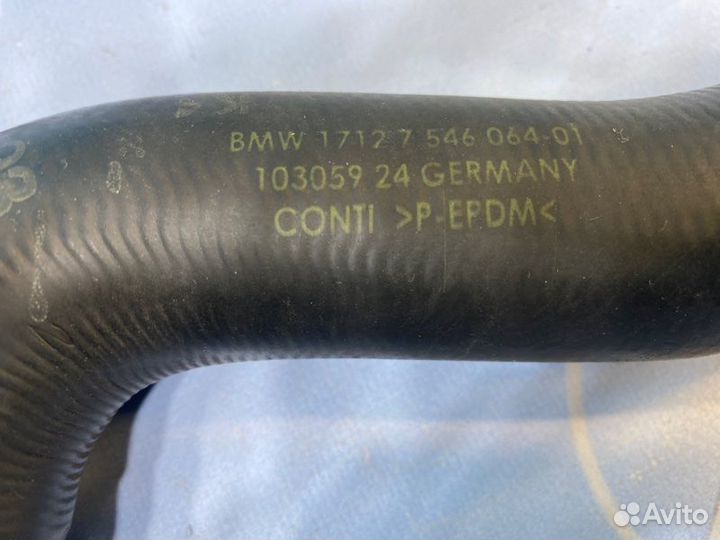 BMW 1712 7 546 064-01
103059 24 GERMANY
CONTI >P-EPDM<
Avito